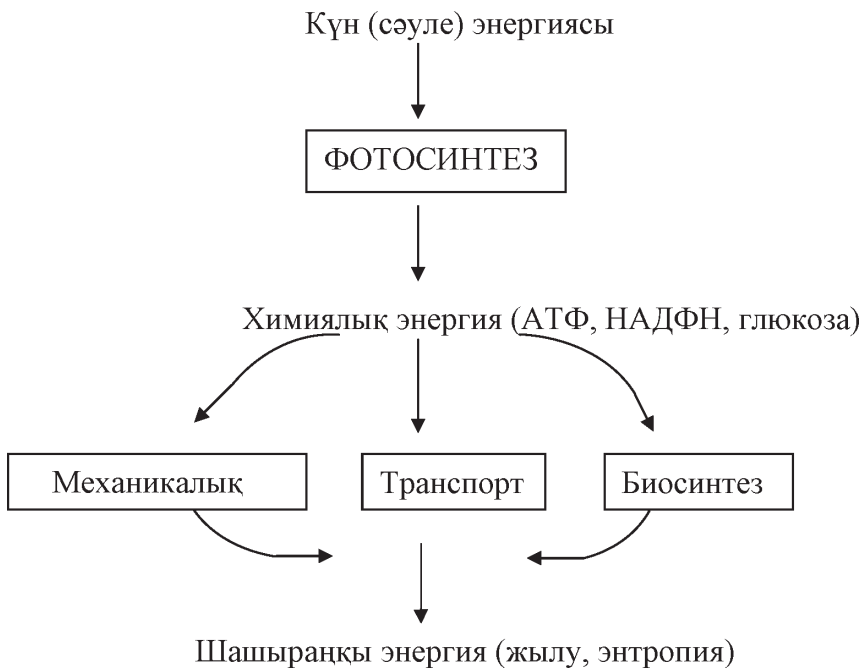 Күн (сәуле) энергиясы
ФОТОСИНТЕЗ
Химиялық энергия (АТФ, НАДФН, глюкоза)
Механикалық
Транспорт
Биосинтез
Шашыраңқы энергия (жылу, энтропия)